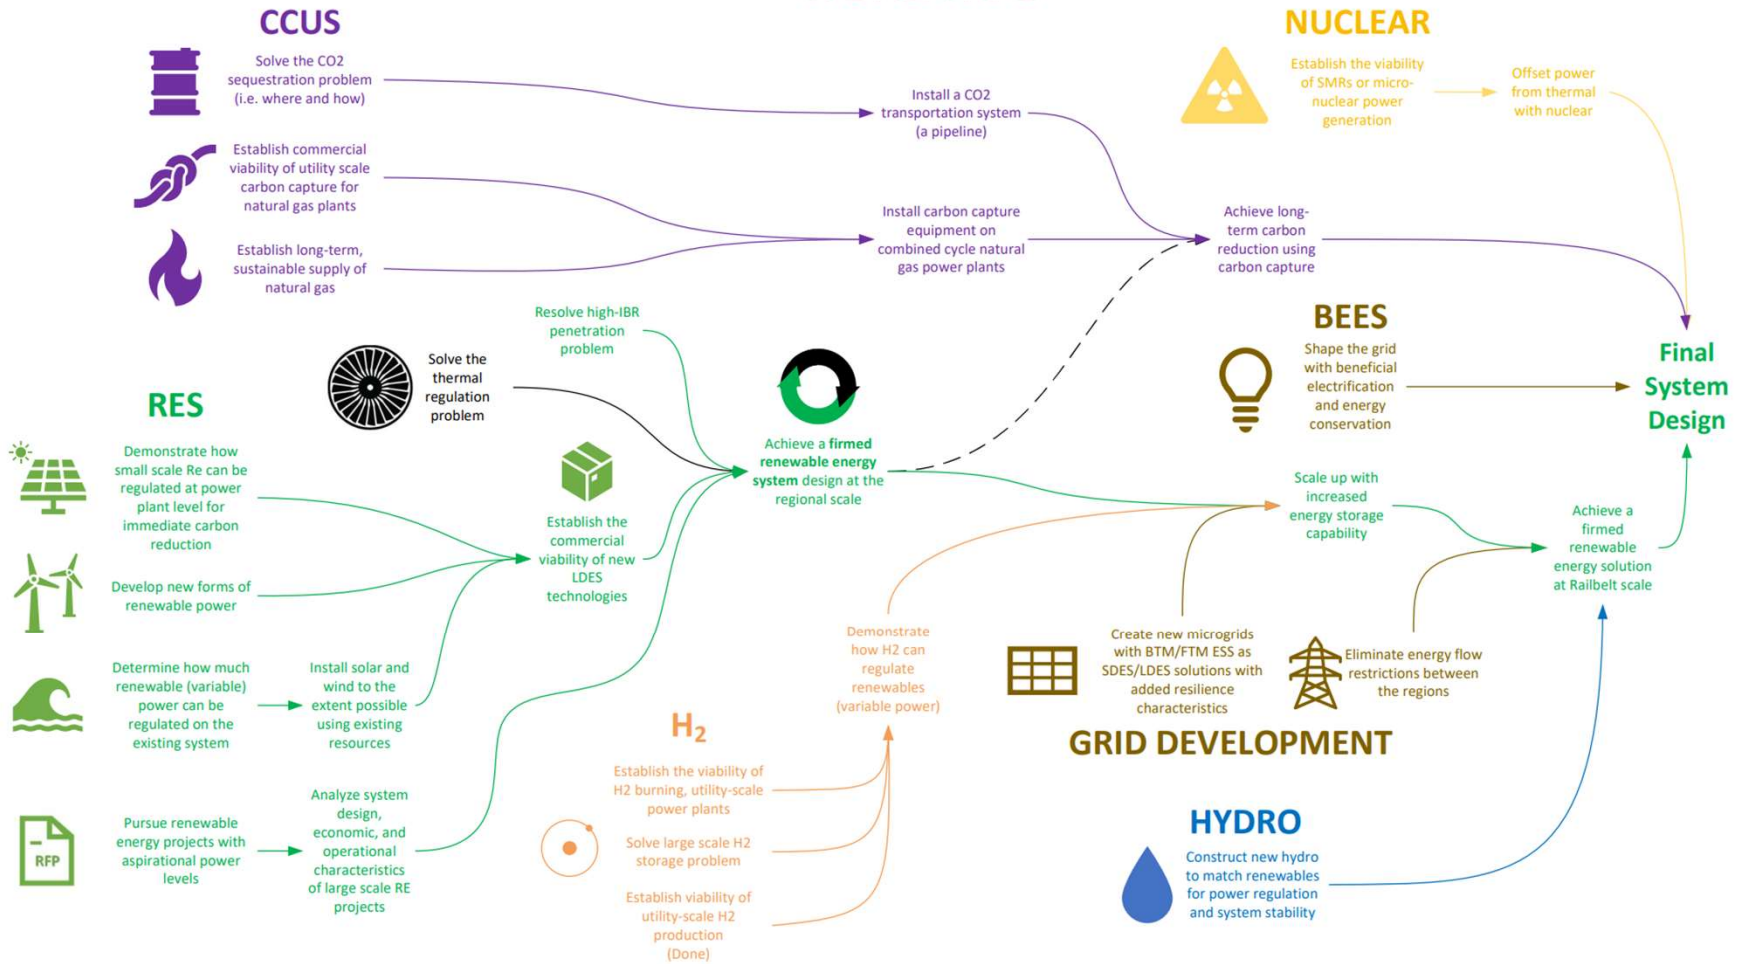 CCUS
Solve the CO2
sequestration problem
(i.e. where and how)
Establish commercial
viability of utility scale
carbon capture for
natural gas plants
Establish long-term,
sustainable supply of
natural gas
Install a CO2
transportation system
(a pipeline)
Install carbon capture
equipment on
combined cycle natural
gas power plants
Achieve long-
term carbon
reduction using
carbon capture
NUCLEAR
Establish the viability
of SMRs or micro-
nuclear power
generation
Offset power
from thermal
with nuclear
Resolve high-IBR
penetration
problem
Solve the
thermal
regulation
problem
RES
Demonstrate how
small scale Re can be
regulated at power
plant level for
immediate carbon
reduction
Develop new forms of
renewable power
Determine how much
renewable (variable)
power can be
regulated on the
existing system
Install solar and
wind to the
extent possible
using existing
resources
RFP
Pursue renewable
energy projects with
aspirational power
levels
Analyze system
design,
economic, and
operational
characteristics
of large scale RE
projects
Establish the
commercial
viability of new
LDES
technologies
Achieve a firmed
renewable energy
system design at the
regional scale
BEES
Shape the grid
with beneficial
electrification
and energy
conservation
Final
System
Design
Scale up with
increased
energy storage
capability
Achieve a
firmed
renewable
energy solution
at Railbelt scale
H2
Demonstrate
how H2 can
regulate
renewables
(variable power)
Establish the viability of
H2 burning, utility-scale
power plants
Solve large scale H2
storage problem
Establish viability of
utility-scale H2
production
(Done)
Create new microgrids
with BTM/FTM ESS as
SDES/LDES solutions with
added resilience
characteristics
Eliminate energy flow
restrictions between
the regions
GRID DEVELOPMENT
HYDRO
Construct new hydro
to match renewables
for power regulation
and system stability